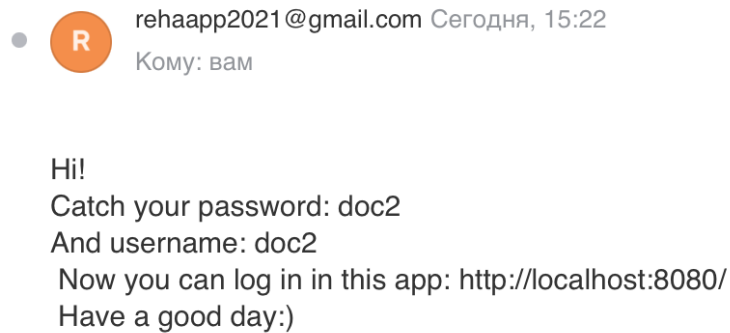 rehaapp2021@gmail.com Сегодня, 15:22
R
Кому: вам
Hi!
Catch your password: doc2
And username: doc2
Now you can log in in this app: http://localhost:8080/
Have a good day:)